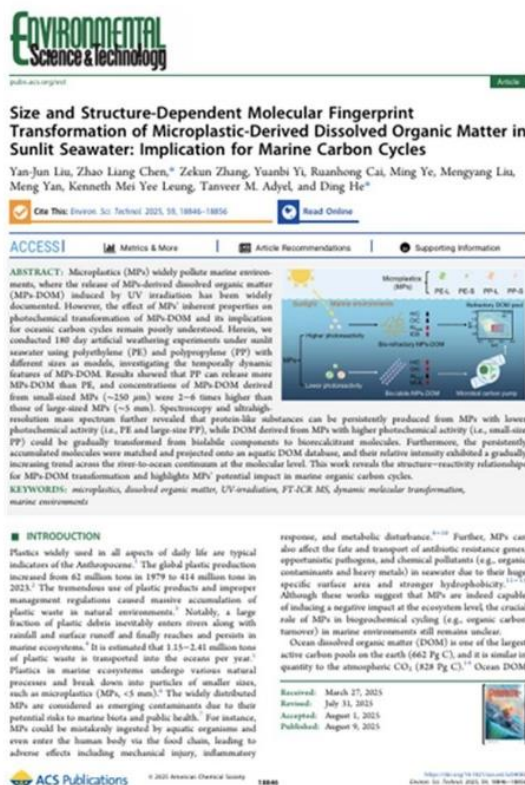 ENVIRONMENTAL
Science & Technology
pubs.acs.org/est
Article
Size and Structure-Dependent Molecular Fingerprint
Transformation of Microplastic-Derived Dissolved Organic Matter in
Sunlit Seawater: Implication for Marine Carbon Cycles
Yan-Jun Liu, Zhao Liang Chen,* Zekun Zhang, Yuanbi Yi, Ruanhong Cai, Ming Ye, Mengyang Liu,
Meng Yan, Kenneth Mei Yee Leung, Tanveer M. Adyel, and Ding He*
Cite This: Environ. Sci. Technol. 2025, 59, 18846–18856
Read Online
ACCESS
Metrics & More
Article Recommendations
Supporting Information
ABSTRACT: Microplastics (MPs) widely pollute marine environ-
ments, where the release of MPs-derived dissolved organic matter
(MPs-DOM) induced by UV irradiation has been widely
documented. However, the effect of MPs' inherent properties on
photochemical transformation of MPs-DOM and its implication
for oceanic carbon cycles remain poorly understood. Herein, we
conducted 180 day artificial weathering experiments under sunlit
seawater using polyethylene (PE) and polypropylene (PP) with
different sizes as models, investigating the temporally dynamic
features of MPs-DOM. Results showed that PP can release more
MPs-DOM than PE, and concentrations of MPs-DOM derived
from small-sized MPs (~250 μm) were 2–6 times higher than
those of large-sized MPs (~5 mm). Spectroscopy and ultrahigh-
Microplastics
(MPs)
PE-L
PE-S
PP-L
PP-S
Sunlight
Marine environments
Refractory DOM pool
Higher photoreactivity
Bio-refractory MPs-DOM
MPs
Lower photoreactivity
Biolabile MPs-DOM
Microbial carbon pump
resolution mass spectrum further revealed that protein-like substances can be persistently produced from MPs with lower
photochemical activity (i.e., PE and large-size PP), while DOM derived from MPs with higher photochemical activity (i.e., small-size
PP) could be gradually transformed from biolabile components to biorecalcitrant molecules. Furthermore, the persistently
accumulated molecules were matched and projected onto an aquatic DOM database, and their relative intensity exhibited a gradually
increasing trend across the river-to-ocean continuum at the molecular level. This work reveals the structure−reactivity relationship
for MPs-DOM transformation and highlights MPs' potential impact in marine organic carbon cycles.
KEYWORDS: microplastics, dissolved organic matter, UV-irradiation, FT-ICR MS, dynamic molecular transformation,
marine environments
INTRODUCTION
Plastics widely used in all aspects of daily life are typical
indicators of the Anthropocene.1 The global plastic production
increased from 62 million tons in 1979 to 414 million tons in
2023.2 The tremendous use of plastic products and improper
management regulations caused massive accumulation of
plastic waste in natural environments.3 Notably, a large
fraction of plastic debris inevitably enters rivers along with
rainfall and surface runoff and finally reaches and persists in
marine ecosystems.4 It is estimated that 1.15−2.41 million tons
of plastic waste is transported into the oceans per year.5
Plastics in marine ecosystems undergo various natural
processes and break down into particles of smaller sizes,
such as microplastics (MPs, <5 mm).6 The widely distributed
MPs are considered as emerging contaminants due to their
potential risks to marine biota and public health.7 For instance,
MPs could be mistakenly ingested by aquatic organisms and
even enter the human body via the food chain, leading to
adverse effects including mechanical injury, inflammatory
response, and metabolic disturbance.
Further, MPs can
also affect the fate and transport of antibiotic resistance genes,
opportunistic pathogens, and chemical pollutants (e.g., organic
contaminants and heavy metals) in seawater due to their huge
specific surface area and stronger hydrophobicity.
Although these works suggest that MPs are indeed capable
of inducing a negative impact at the ecosystem level, the crucial
role of MPs in biogeochemical cycling (e.g., organic carbon
turnover) in marine environments still remains unclear.
Ocean dissolved organic matter (DOM) is one of the largest
active carbon pools on the earth (662 Pg C), and it is similar in
quantity to the atmospheric CO2 (828 Pg C).
Ocean DOM
Received: March 27, 2025
Revised: July 31, 2025
Accepted: August 1, 2025
Published: August 9, 2025
ACS Publications
© 2025 American Chemical Society
18846
Environ. Sci. Technol. 2025, 59, 18846−18856